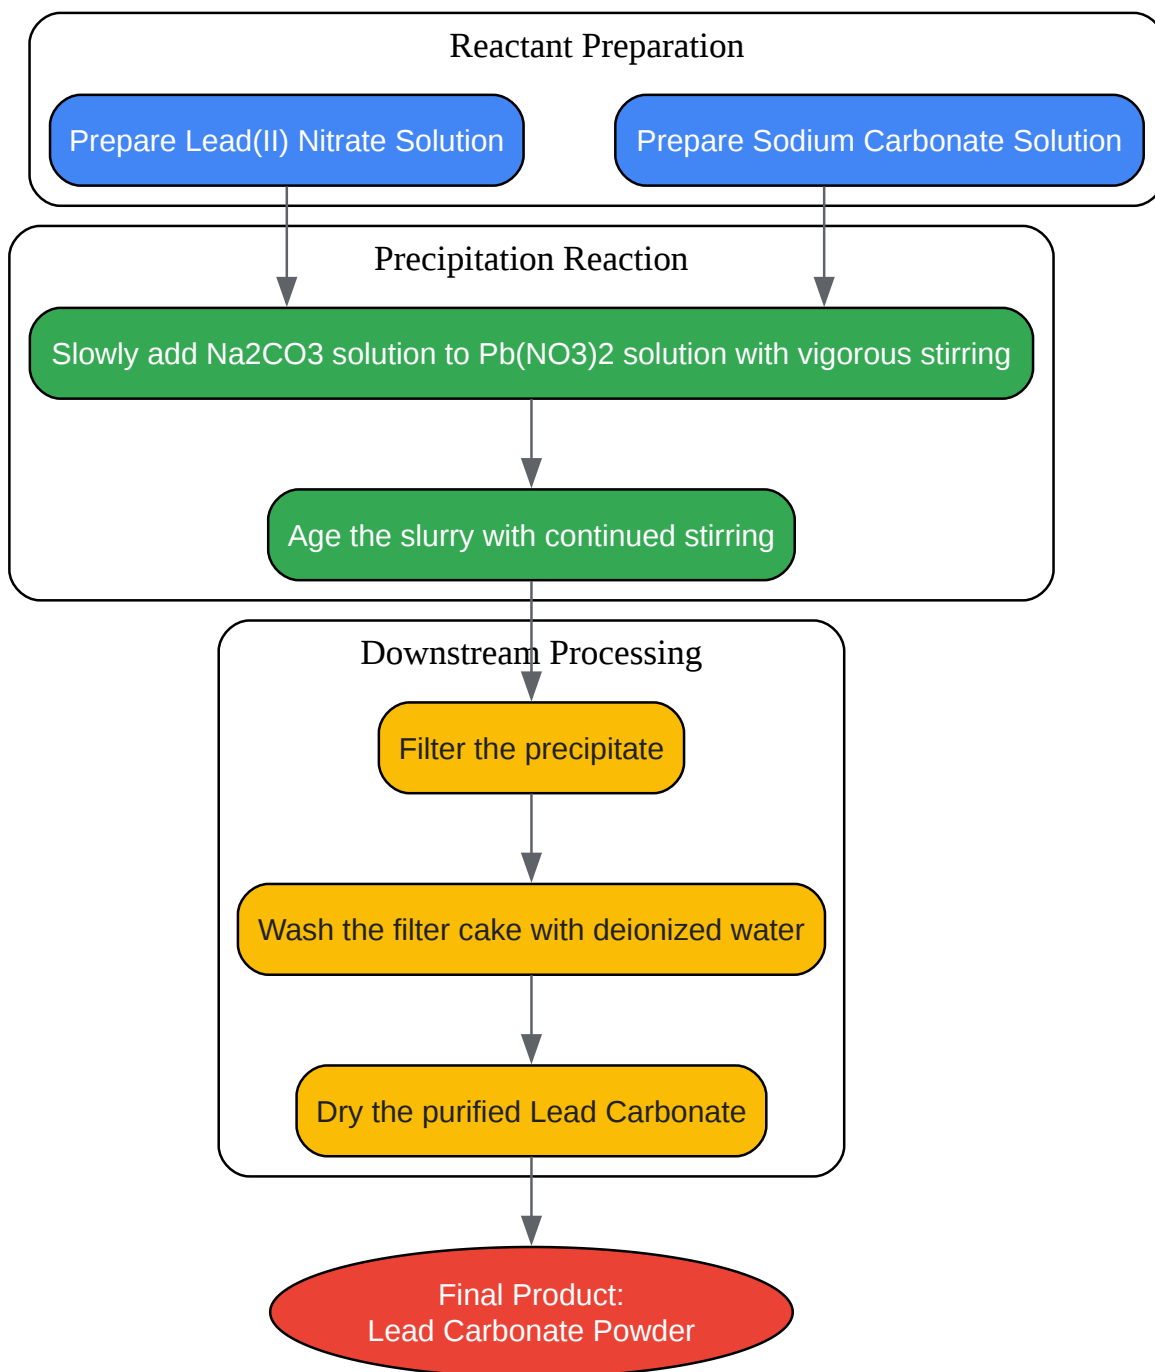 Reactant Preparation
Prepare Lead(II) Nitrate Solution
Prepare Sodium Carbonate Solution
Precipitation Reaction
Slowly add Na2CO3 solution to Pb(NO3)2 solution with vigorous stirring
Age the slurry with continued stirring
Downstream Processing
Filter the precipitate
Wash the filter cake with deionized water
Dry the purified Lead Carbonate
Final Product:
Lead Carbonate Powder